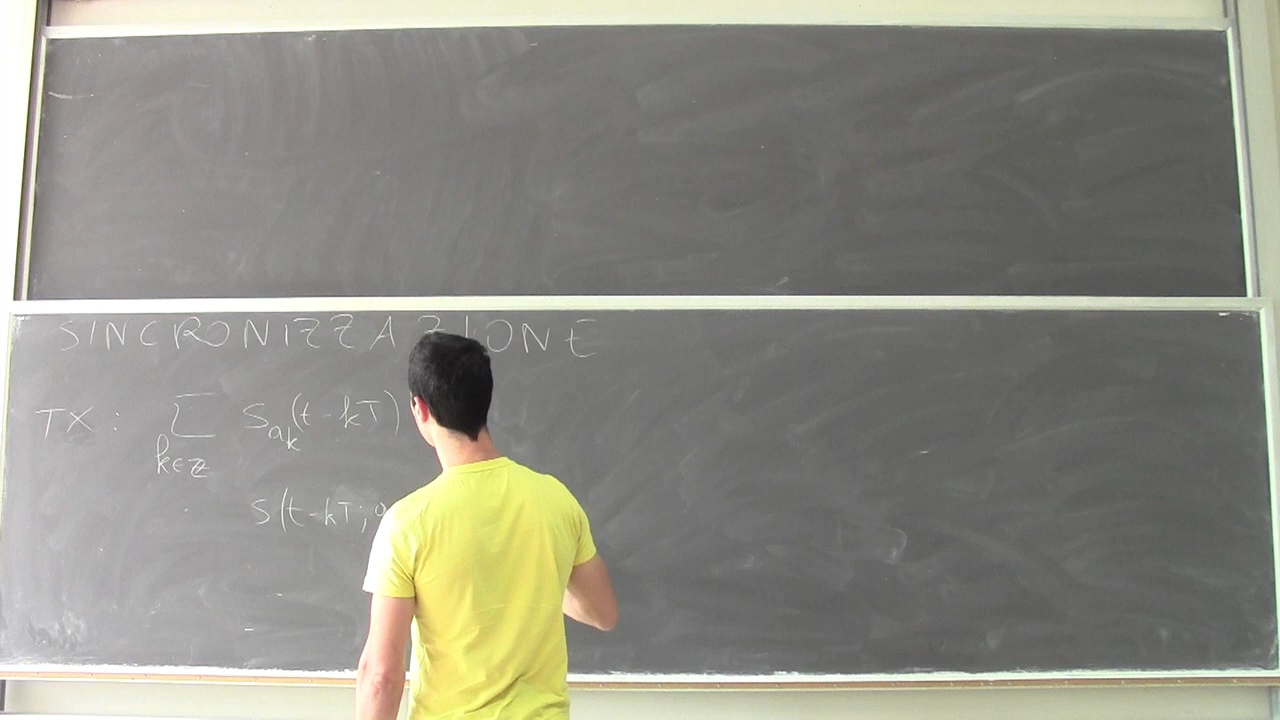 SINCRONIZZAZIONE
TX : ∑ S_{a_k}(t-kT)
k∈ℤ
S(t-kT;